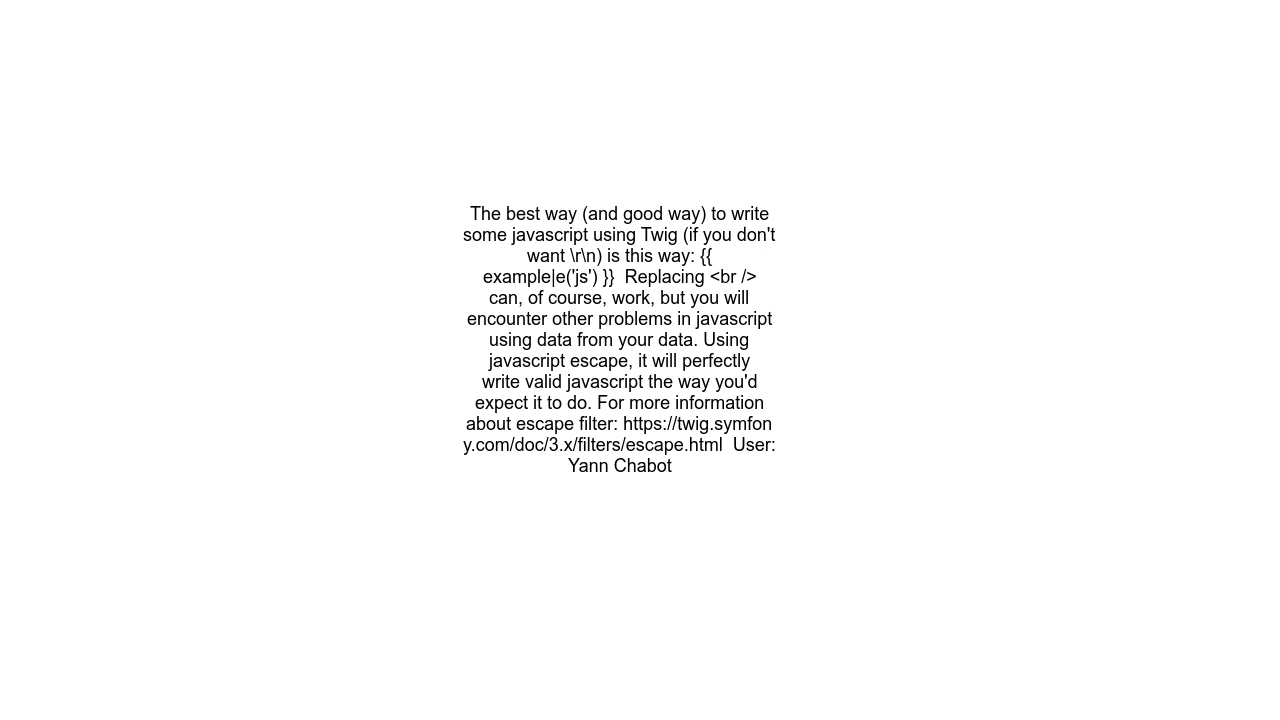 The best way (and good way) to write
some javascript using Twig (if you don't
want \r\n) is this way: {{
example|e('js') }}  Replacing <br />
can, of course, work, but you will
encounter other problems in javascript
using data from your data. Using
javascript escape, it will perfectly
write valid javascript the way you'd
expect it to do. For more information
about escape filter: https://twig.symfon
y.com/doc/3.x/filters/escape.html  User:
Yann Chabot